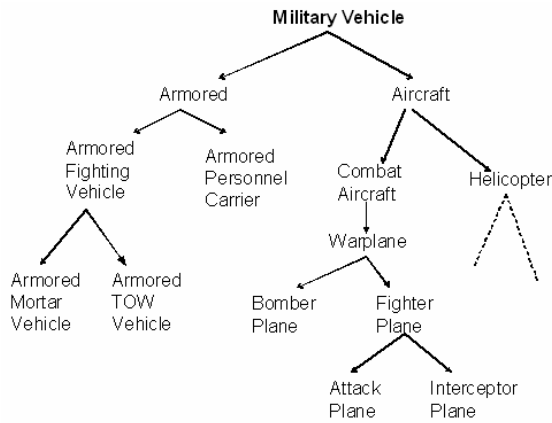 Military Vehicle
Armored
Aircraft
Armored
Fighting
Vehicle
Armored
Personnel
Carrier
Combat
Aircraft
Helicopter
Warplane
Armored
Mortar
Vehicle
Armored
TOW
Vehicle
Bomber
Plane
Fighter
Plane
Attack
Plane
Interceptor
Plane